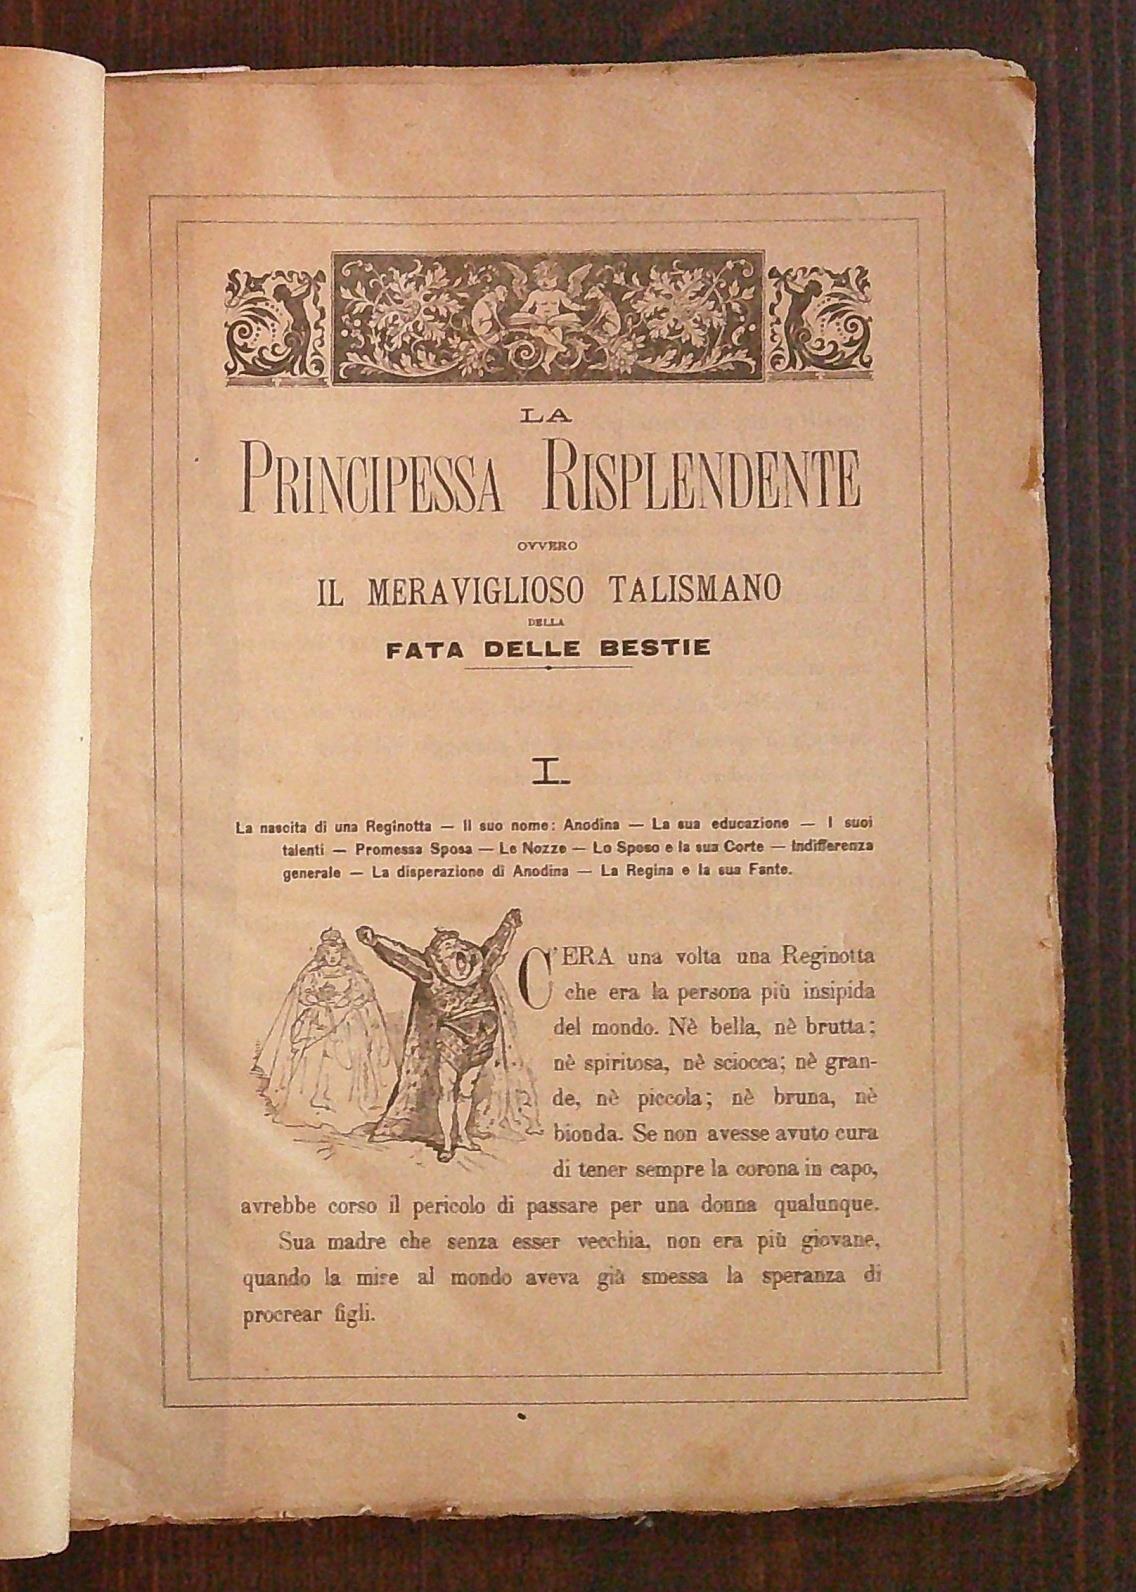 LA
PRINCIPESSA RISPLENDENTE
OVVERO
IL MERAVIGLIOSO TALISMANO
DELLA
FATA DELLE BESTIE
I.
La nascita di una Reginotta — Il suo nome: Anodina — La sua educazione — I suoi
talenti — Promessa Sposa — Le Nozze — Lo Sposo e la sua Corte — Indifferenza
generale — La disperazione di Anodina — La Regina e la sua Fante.
C'ERA una volta una Reginotta
che era la persona più insipida
del mondo. Nè bella, nè brutta;
nè spiritosa, nè sciocca; nè gran-
de, nè piccola; nè bruna, nè
bionda. Se non avesse avuto cura
di tener sempre la corona in capo,
avrebbe corso il pericolo di passare per una donna qualunque.
Sua madre che senza esser vecchia, non era più giovane,
quando la mise al mondo aveva già smessa la speranza di
procrear figli.